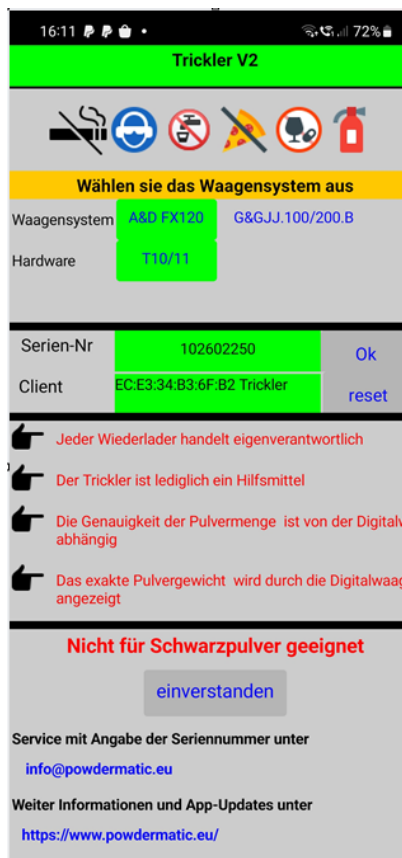 16:11 72%
Trickler V2
Wählen sie das Waagensystem aus
Waagensystem A&D FX120 G&GJJ.100/200.B
Hardware T10/11
Serien-Nr 102602250 Ok
Client EC:E3:34:B3:6F:B2 Trickler reset
Jeder Wiederlader handelt eigenverantwortlich
Der Trickler ist lediglich ein Hilfsmittel
Die Genauigkeit der Pulvermenge ist von der Digitalw
abhängig
Das exakte Pulvergewicht wird durch die Digitalwaag
angezeigt
Nicht für Schwarzpulver geeignet
einverstanden
Service mit Angabe der Seriennummer unter
info@powdermatic.eu
Weiter Informationen und App-Updates unter
https://www.powdermatic.eu/